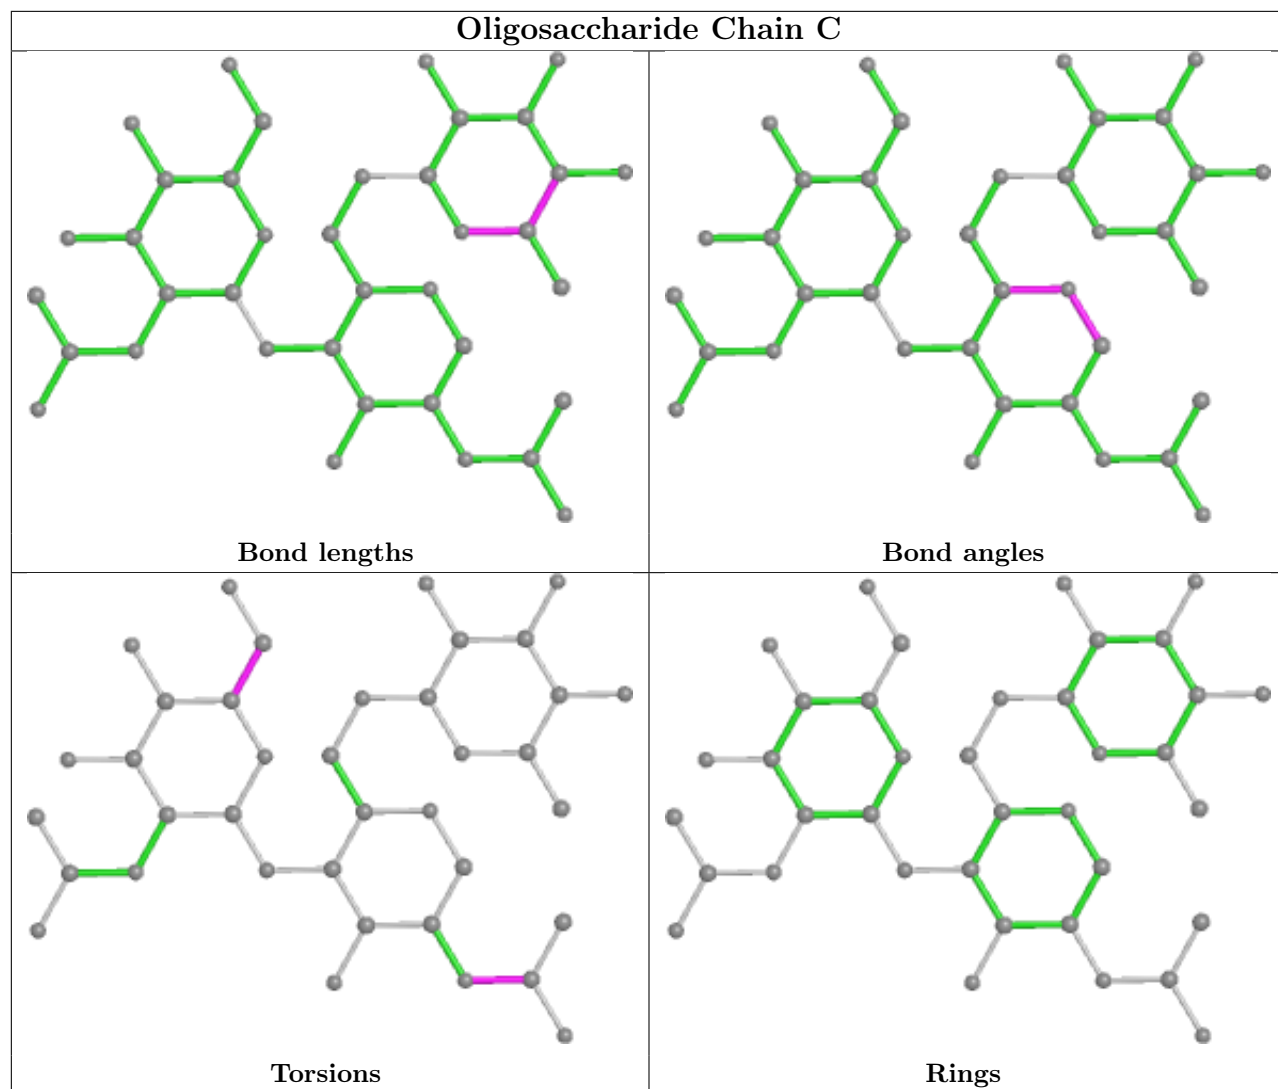 Oligosaccharide Chain C
Bond lengths
Bond angles
Torsions
Rings